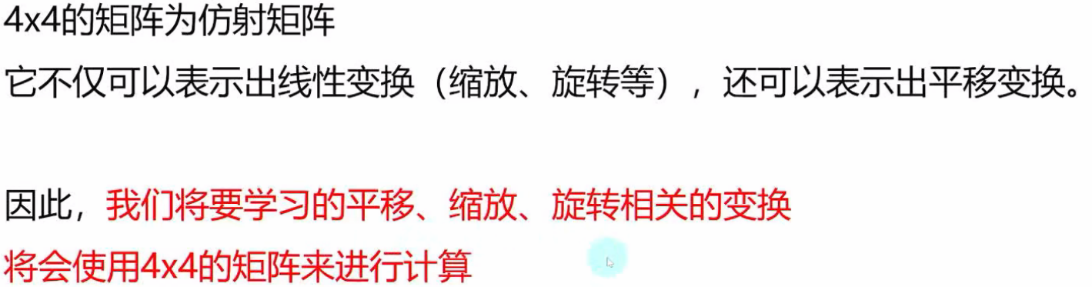 4x4的矩阵为仿射矩阵
它不仅可以表示出线性变换（缩放、旋转等），还可以表示出平移变换。
因此，我们将要学习的平移、缩放、旋转相关的变换
将会使用4x4的矩阵来进行计算